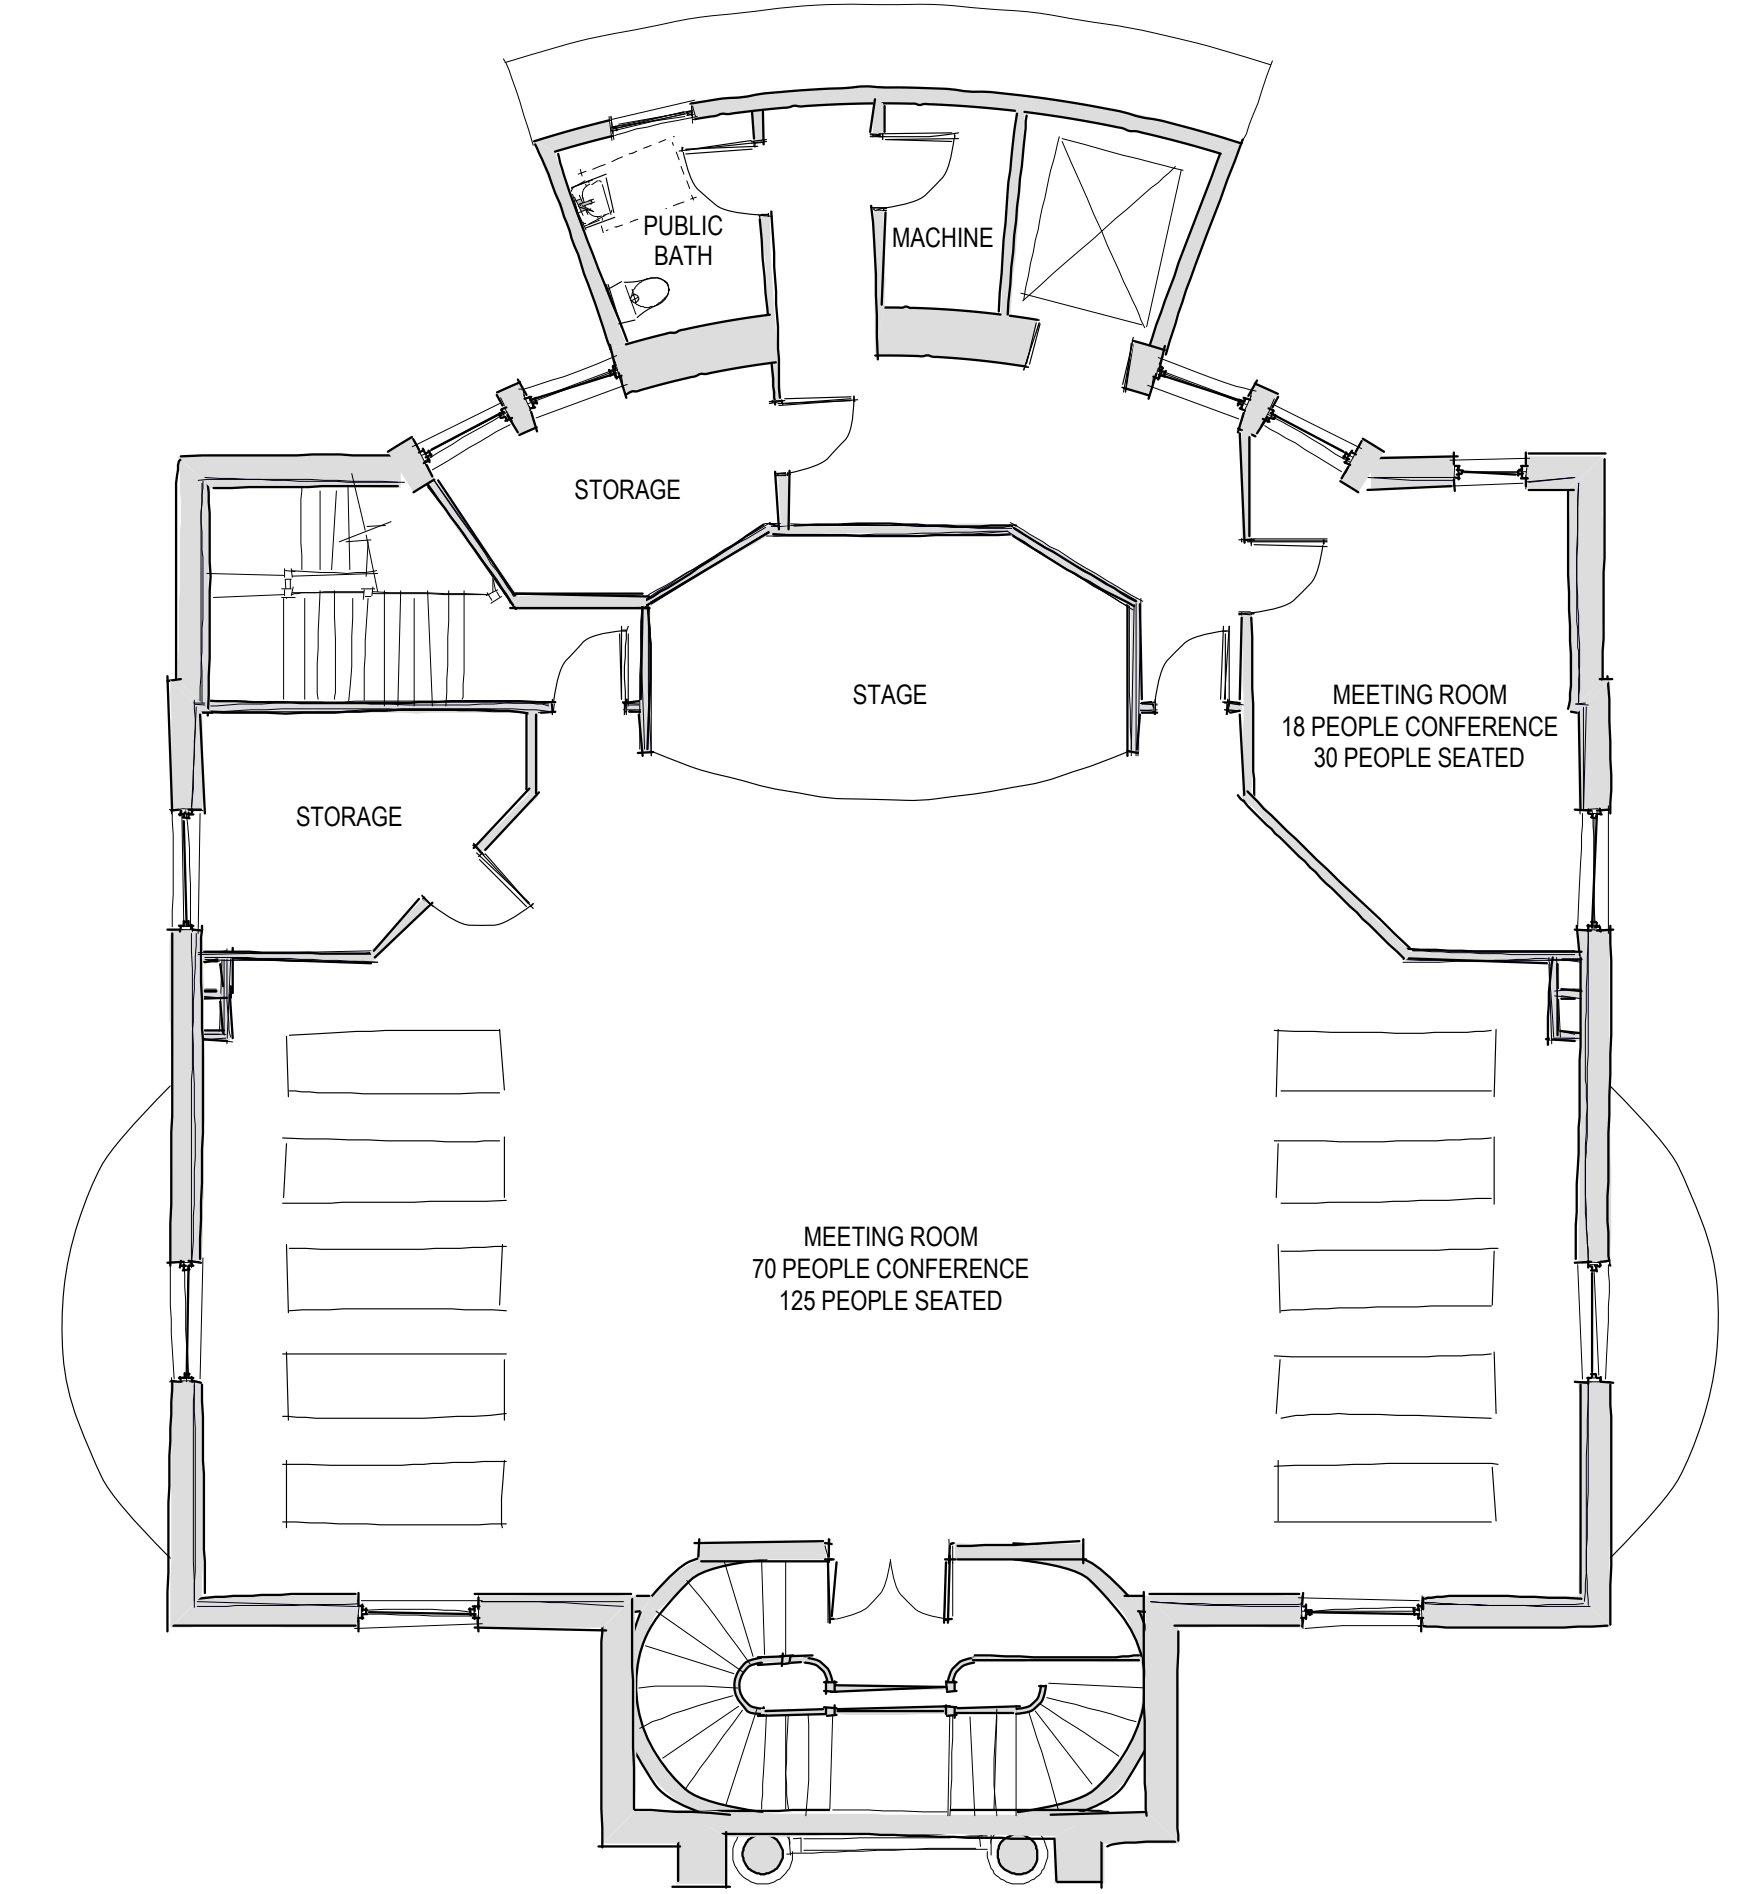 PUBLIC
BATH
MACHINE
STORAGE
STAGE
MEETING ROOM
18 PEOPLE CONFERENCE
30 PEOPLE SEATED
STORAGE
MEETING ROOM
70 PEOPLE CONFERENCE
125 PEOPLE SEATED